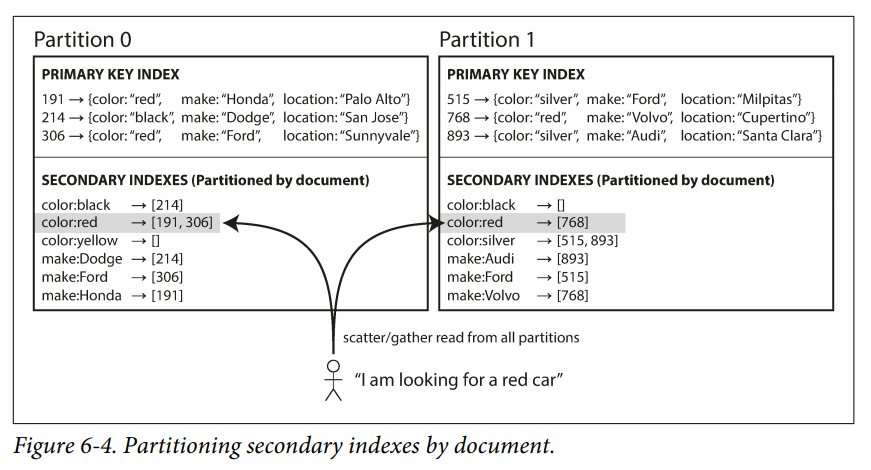 Partition 0
PRIMARY KEY INDEX
191 → {color: “red”, make: “Honda”, location: “Palo Alto”}
214 → {color: “black”, make: “Dodge”, location: “San Jose”}
306 → {color: “red”, make: “Ford”, location: “Sunnyvale”}
SECONDARY INDEXES (Partitioned by document)
color:black → [214]
color:red → [191, 306]
color:yellow → []
make:Dodge → [214]
make:Ford → [306]
make:Honda → [191]
Partition 1
PRIMARY KEY INDEX
515 → {color: “silver”, make: “Ford”, location: “Milpitas”}
768 → {color: “red”, make: “Volvo”, location: “Cupertino”}
893 → {color: “silver”, make: “Audi”, location: “Santa Clara”}
SECONDARY INDEXES (Partitioned by document)
color:black → []
color:red → [768]
color:silver → [515, 893]
make:Audi → [893]
make:Ford → [515]
make:Volvo → [768]
scatter/gather read from all partitions
“I am looking for a red car”
Figure 6-4. Partitioning secondary indexes by document.